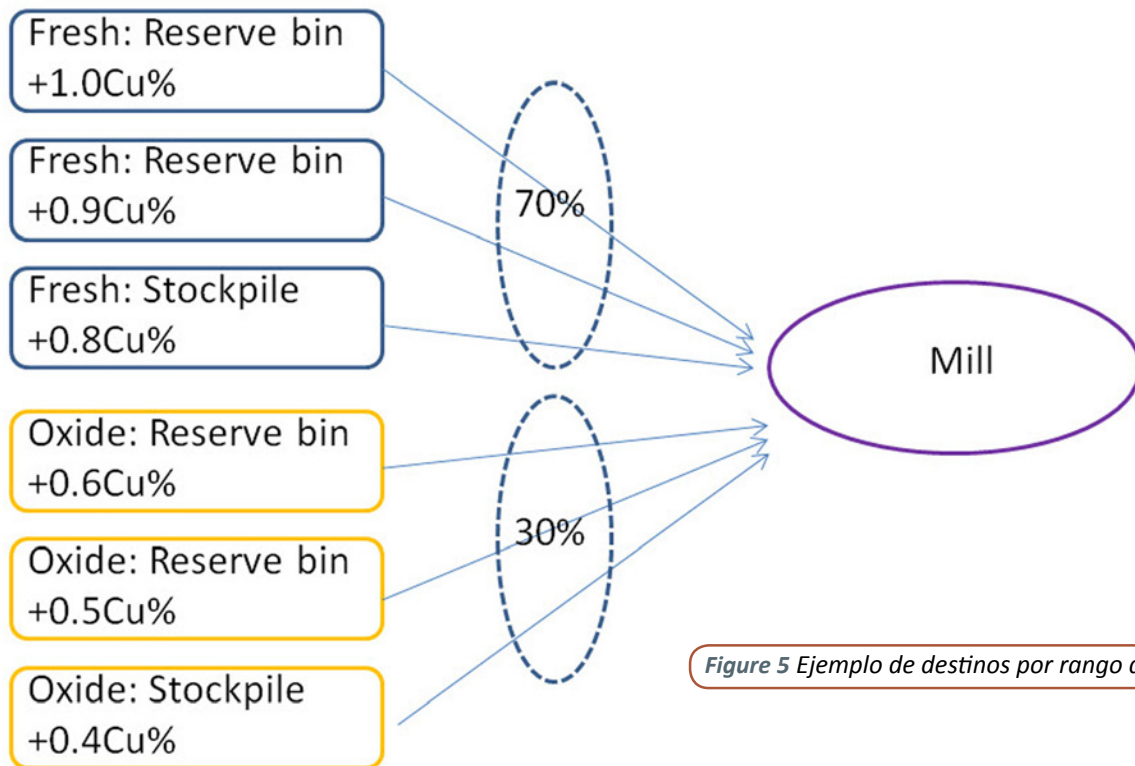 Fresh: Reserve bin
+1.0Cu%
Fresh: Reserve bin
+0.9Cu%
Fresh: Stockpile
+0.8Cu%
Oxide: Reserve bin
+0.6Cu%
Oxide: Reserve bin
+0.5Cu%
Oxide: Stockpile
+0.4Cu%
70%
30%
Mill
Figure 5 Ejemplo de destinos por rango